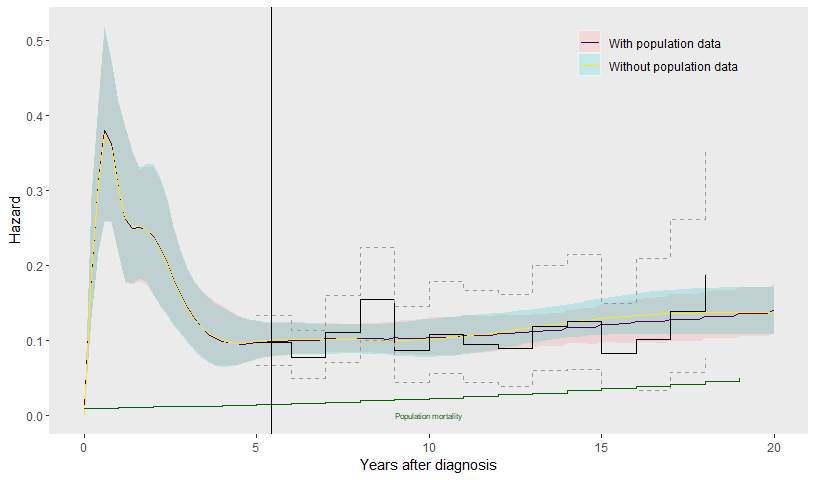 0.5
With population data
Without population data
0.4
0.3
Hazard
0.2
0.1
0.0
Population mortality
0
5
10
15
20
Years after diagnosis